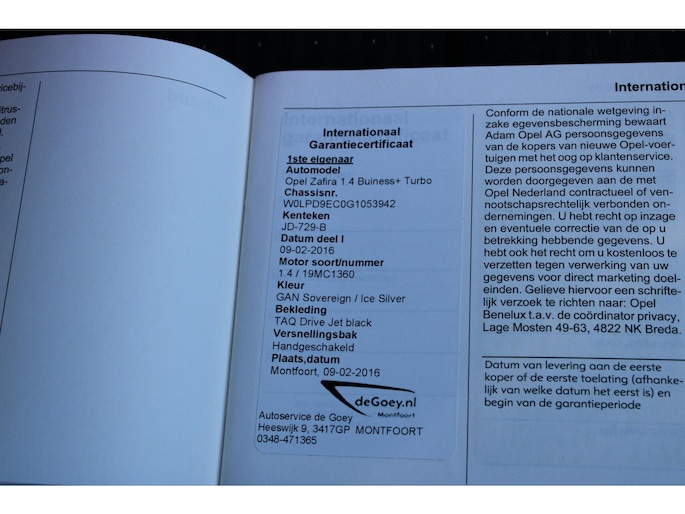 icebij-
itrus-
den
l.
pel
on-
e-
Internationaal
Garantiecertificaat
1ste eigenaar
Automodel
Opel Zafira 1.4 Buiness+ Turbo
Chassisnr.
W0LPD9EC0G1053942
Kenteken
JD-729-B
Datum deel I
09-02-2016
Motor soort/nummer
1.4 / 19MC1360
Kleur
GAN Sovereign / Ice Silver
Bekleding
TAQ Drive Jet black
Versnellingsbak
Handgeschakeld
Plaats,datum
Montfoort, 09-02-2016
deGoey.nl
Montfoort
Autoservice de Goey
Heeswijk 9, 3417GP MONTFOORT
0348-471365
Internation
Conform de nationale wetgeving in-
zake egevensbescherming bewaart
Adam Opel AG persoonsgegevens
van de kopers van nieuwe Opel-voer-
tuigen met het oog op klantenservice.
Deze persoonsgegevens kunnen
worden doorgegeven aan de met
Opel Nederland contractueel of ven-
nootschapsrechtelijk verbonden on-
dernemingen. U hebt recht op inzage
en eventuele correctie van de op u
betrekking hebbende gegevens. U
hebt ook het recht om u kosteloos te
verzetten tegen verwerking van uw
gegevens voor direct marketing doel-
einden. Gelieve hiervoor een schrifte-
lijk verzoek te richten naar: Opel
Benelux t.a.v. de coördinator privacy,
Lage Mosten 49-63, 4822 NK Breda.
Datum van levering aan de eerste
koper of de eerste toelating (afhanke-
lijk van welke datum het eerst is) en
begin van de garantieperiode